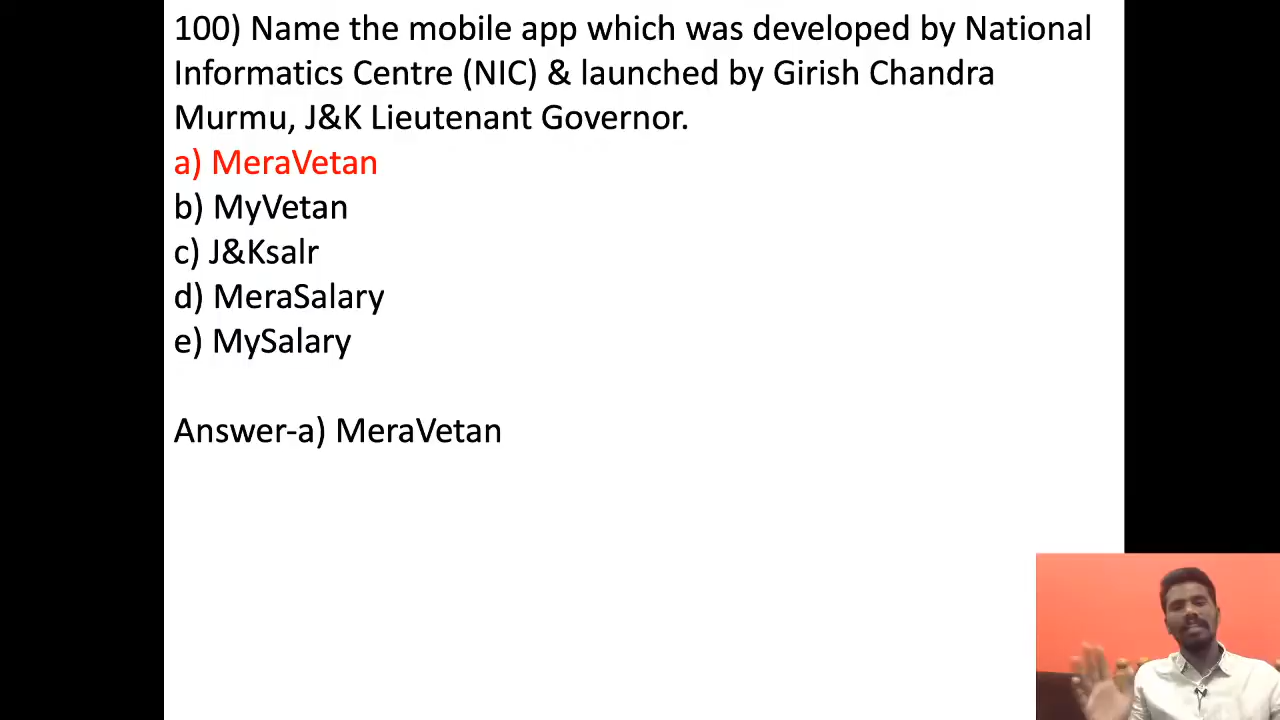 100) Name the mobile app which was developed by National
Informatics Centre (NIC) & launched by Girish Chandra
Murmu, J&K Lieutenant Governor.
a) MeraVetan
b) MyVetan
c) J&Ksalr
d) MeraSalary
e) MySalary
Answer-a) MeraVetan